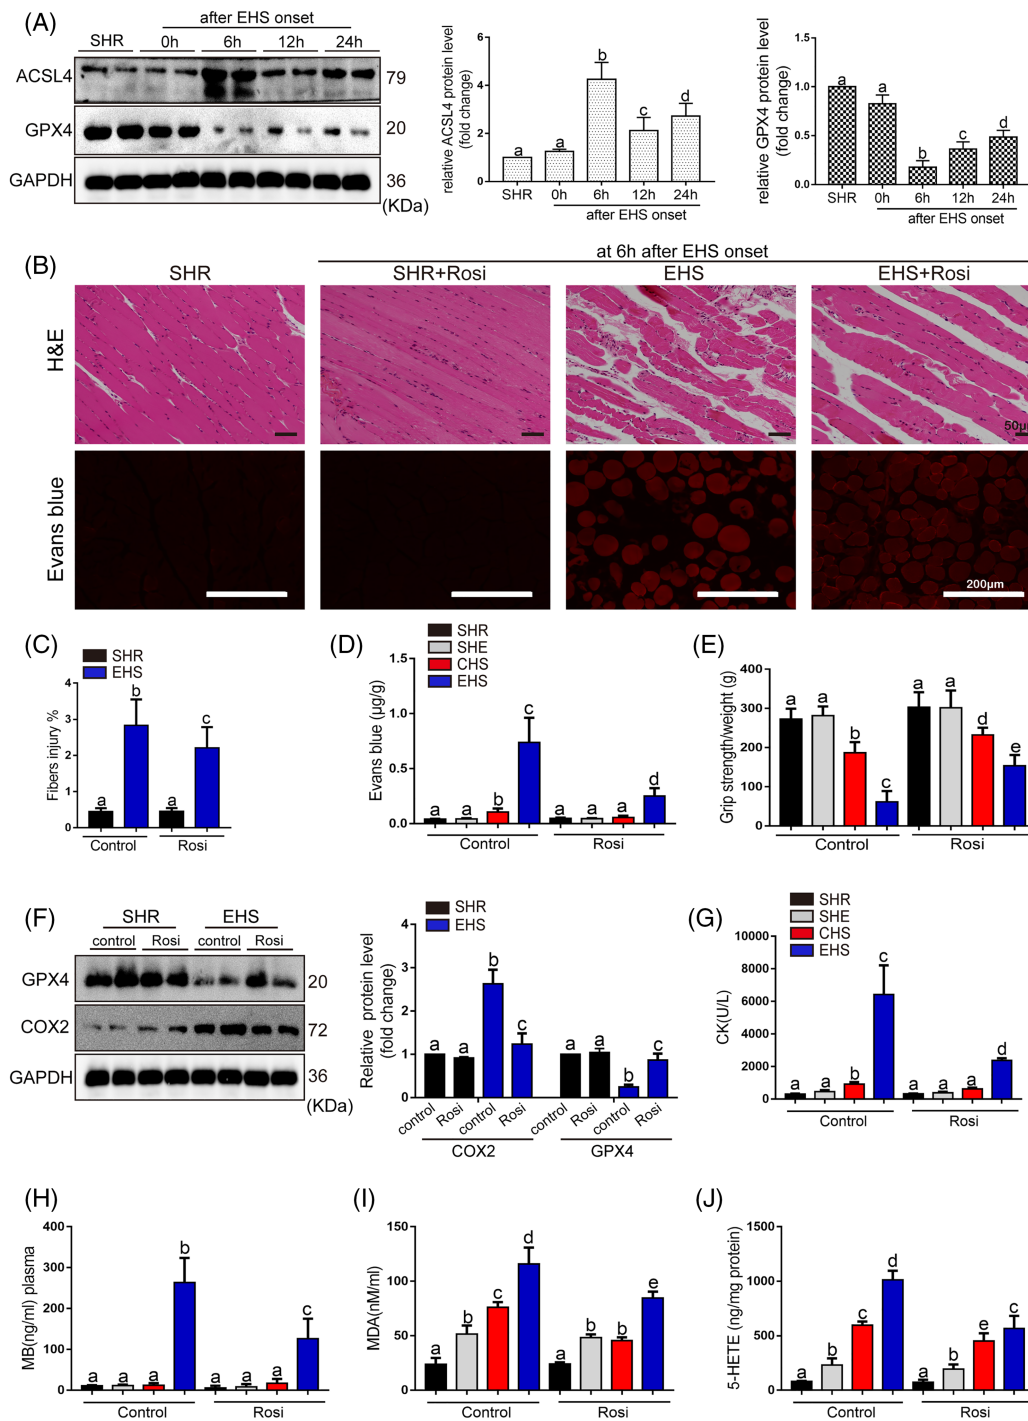 (A)
after EHS onset
SHR 0h 6h 12h 24h
ACSL4 79
GPX4 20
GAPDH 36
(KDa)
relative ACSL4 protein level
(fold change)
6
4
2
0
a a b c d
SHR 0h 6h 12h 24h
after EHS onset
relative GPX4 protein level
(fold change)
1.5
1.0
0.5
0.0
a a b c d
SHR 0h 6h 12h 24h
after EHS onset
(B)
at 6h after EHS onset
SHR SHR+Rosi EHS EHS+Rosi
H&E
50μm
Evans blue
200μm
(C)
SHR
EHS
Fibers injury %
4
3
2
1
0
a b a c
Control Rosi
(D)
SHR
SHE
CHS
EHS
Evans blue (μg/g)
1.5
1.0
0.5
0.0
a a b c a a a d
Control Rosi
(E)
Grip strength/weight (g)
400
300
200
100
0
a a b c a a d e
Control Rosi
(F)
SHR EHS
control Rosi control Rosi
GPX4 20
COX2 72
GAPDH 36
(KDa)
SHR
EHS
Relative protein level
(fold change)
4
3
2
1
0
a a b c a a b c
control Rosi control Rosi control Rosi control Rosi
COX2 GPX4
(G)
SHR
SHE
CHS
EHS
CK(U/L)
10000
8000
6000
4000
2000
0
a a b c a a a d
Control Rosi
(H)
MB(ng/ml) plasma
400
300
200
100
0
a a a b a a a c
Control Rosi
(I)
MDA(nM/ml)
150
100
50
0
a b c d a b b e
Control Rosi
(J)
5-HETE (ng/mg protein)
1500
1000
500
0
a b c d a b e c
Control Rosi